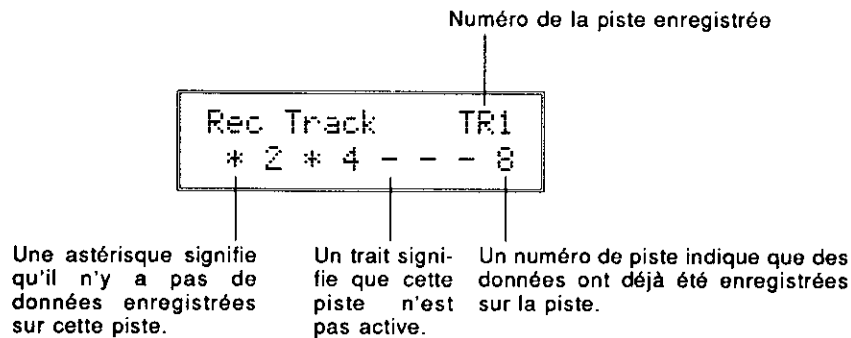 Numéro de la piste enregistrée
Rec Track TR1
* 2 * 4 - - - 8
Une astérisque signifie
qu'il n'y a pas de
données enregistrées
sur cette piste.
Un trait signi-
fie que cette
piste n'est
pas active.
Un numéro de piste indique que des
données ont déjà été enregistrées
sur la piste.